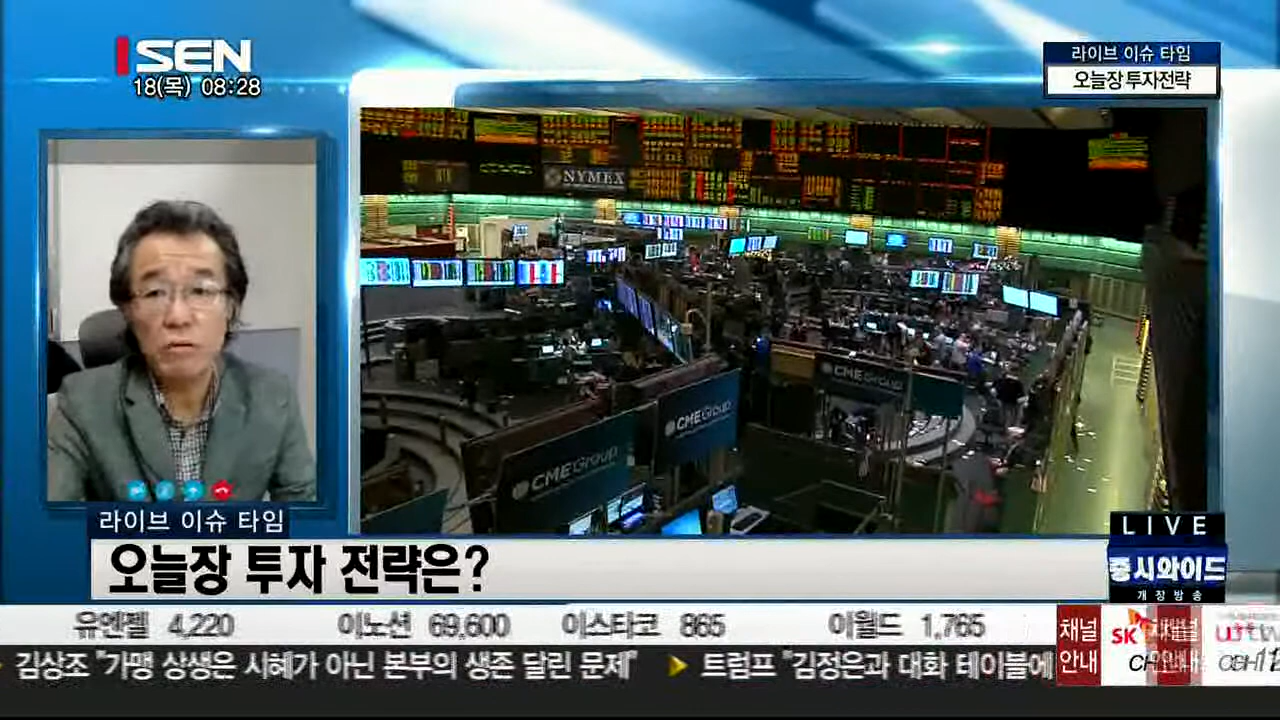 SEN
18(목) 08:28
라이브 이슈 타임
오늘장 투자전략
NYMEX
CME Group
CME Group
CME Group
라이브 이슈 타임
오늘장 투자 전략은?
LIVE
증시와이드
개장방송
유엔젤 4,220 이노션 69,600 이스타코 865 이월드 1,765
채널 안내
SK
김상조 "가맹 상생은 시혜가 아닌 본부의 생존 달린 문제" ▶ 트럼프 "김정은과 대화 테이블에